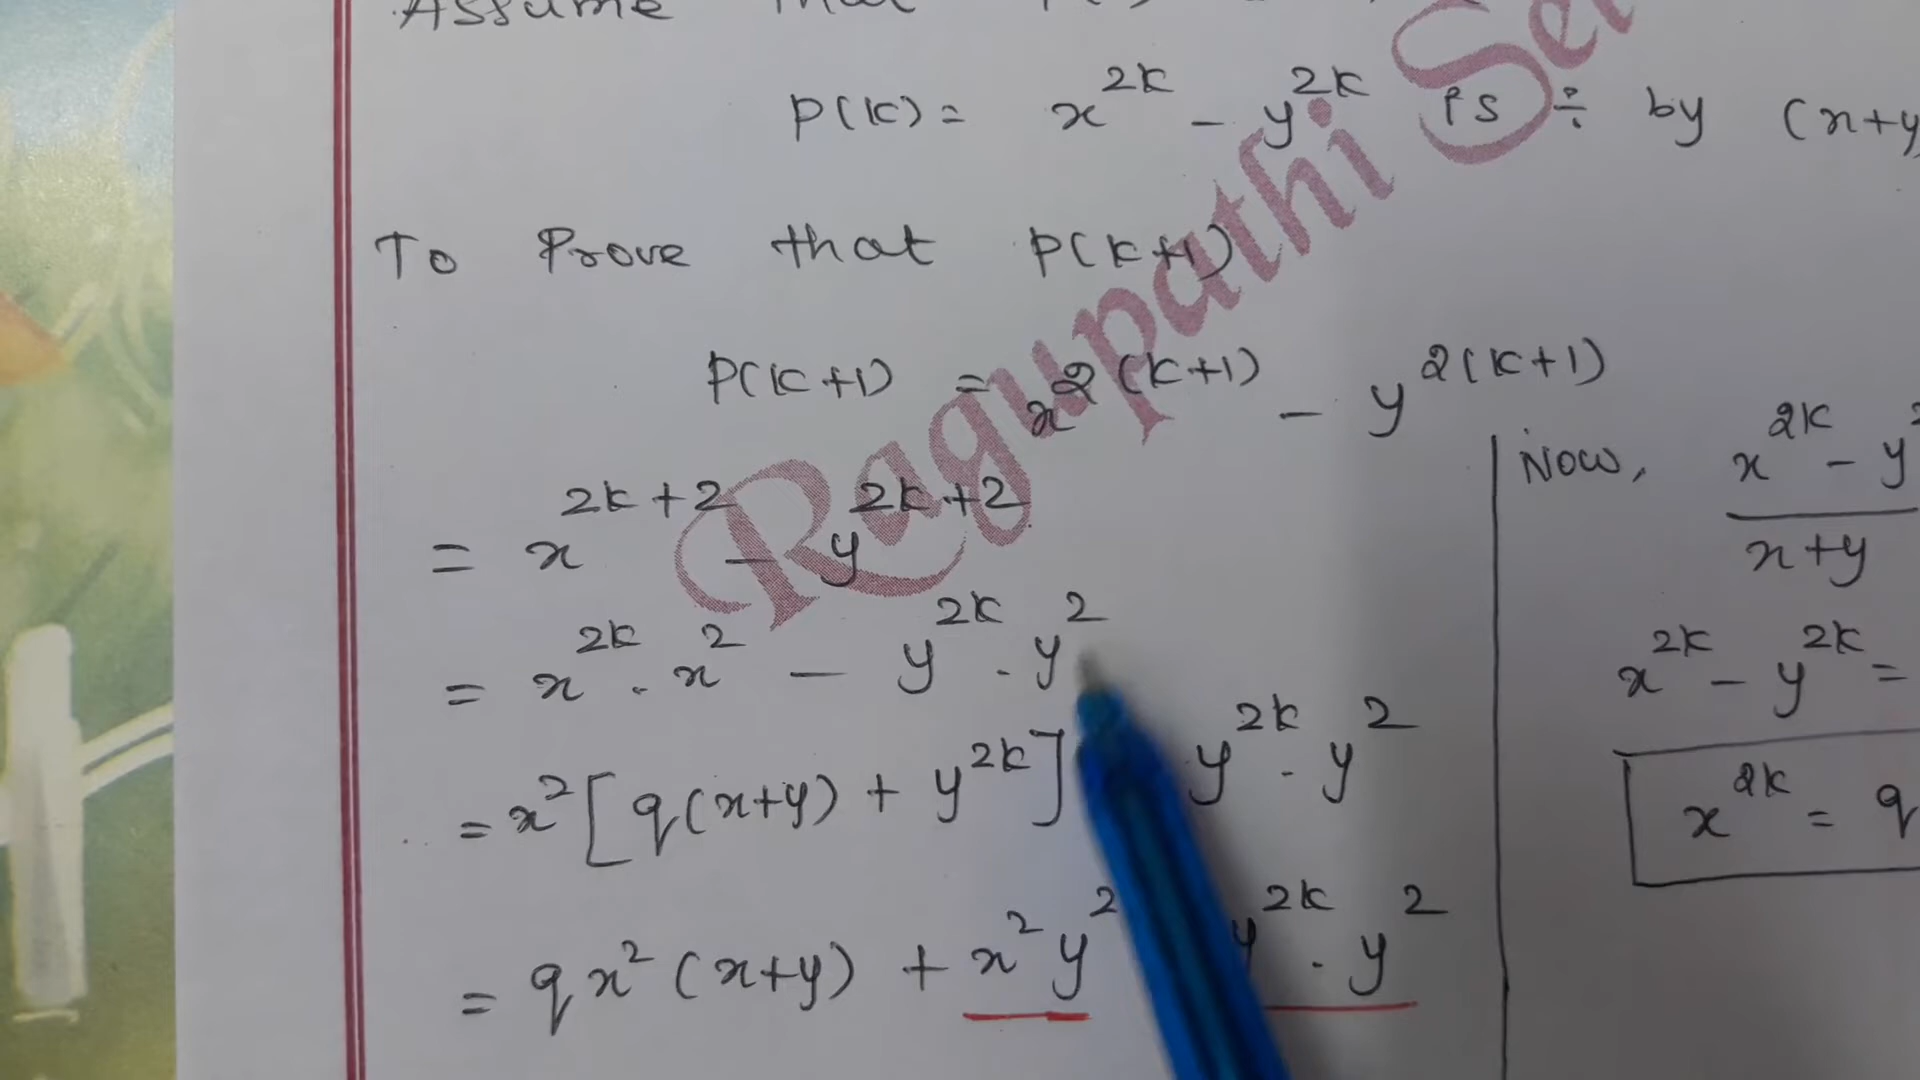 Assume that
P(k) = x^{2k} - y^{2k} is ÷ by (x+y
To Prove that P(k+1)
P(k+1) = x^{2(k+1)} - y^{2(k+1)}
= x^{2k+2} - y^{2k+2}
= x^{2k} . x^2 - y^{2k} . y^2
= x^2 [q(x+y) + y^{2k}] y^{2k} . y^2
= q x^2 (x+y) + x^2 y^2 y^{2k} . y^2
Now, x^{2k} - y
x+y
x^{2k} - y^{2k} =
x^{2k} = q
Ragupathi